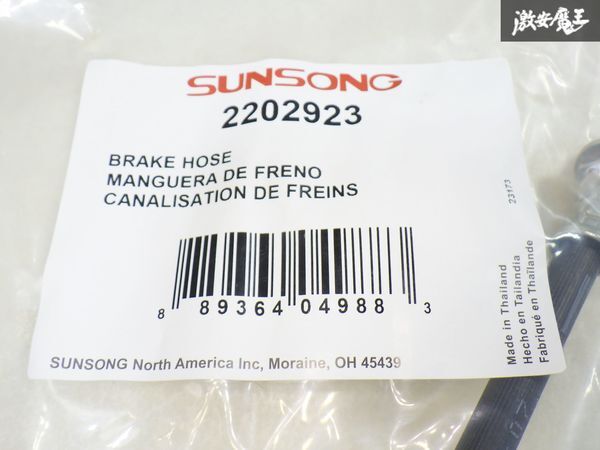 激安魔王
SUNSONG
2202923
BRAKE HOSE
MANGUERA DE FRENO
CANALISATION DE FREINS
23173
8 89364 04988 3
Made in Thailand
Hecho en Tailandia
Fabriqué en Thaïlande
SUNSONG North America Inc, Moraine, OH 45439